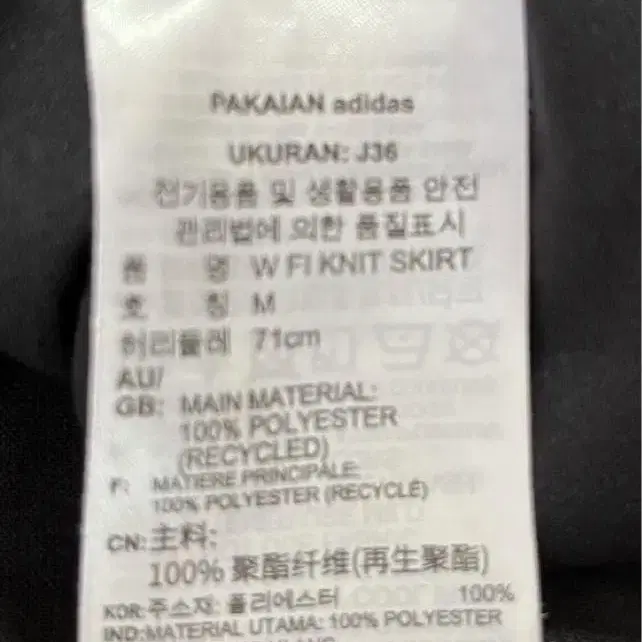 PAKAIAN adidas
UKURAN: J36
전기용품 및 생활용품 안전
관리법에 의한 품질표시
품 명 W FI KNIT SKIRT
호 칭 M
허리둘레 71cm
AU/
GB: MAIN MATERIAL:
100% POLYESTER
(RECYCLED)
F: MATIERE PRINCIPALE:
100% POLYESTER (RECYCLÉ)
CN: 主料:
100% 聚酯纤维(再生聚酯)
KOR: 주소재: 폴리에스터 100%
IND: MATERIAL UTAMA: 100% POLYESTER